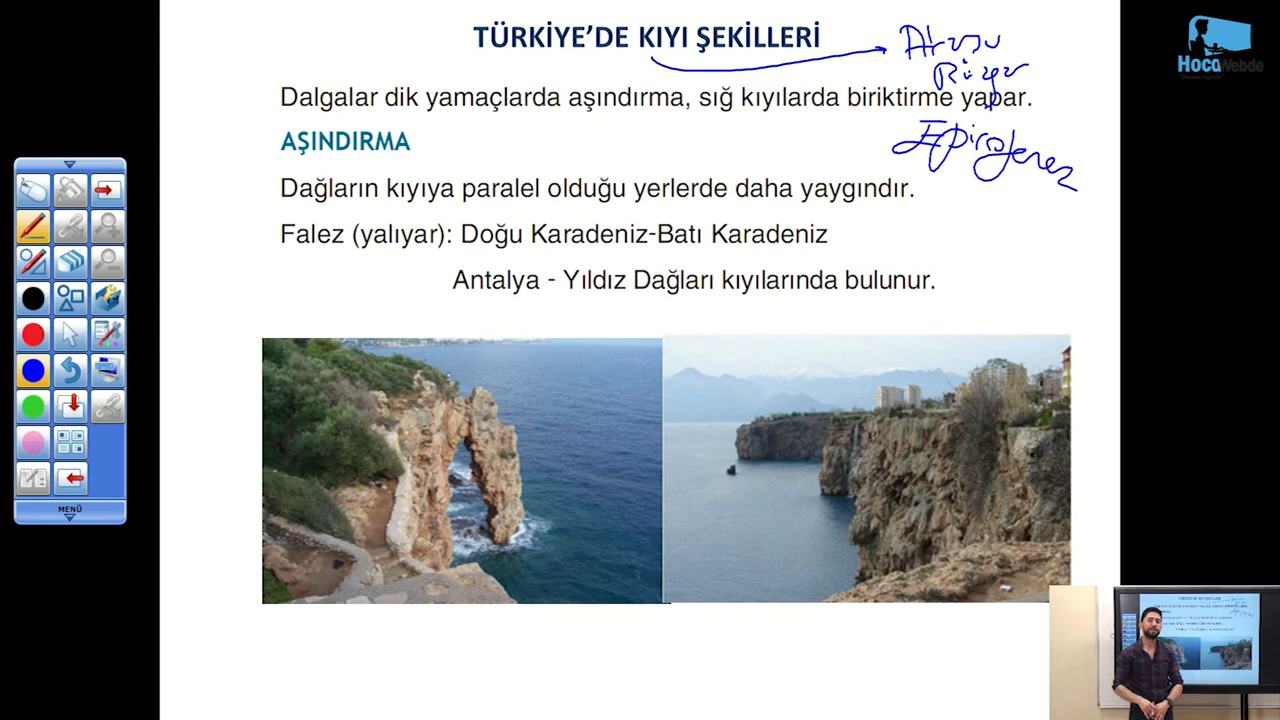 TÜRKİYE'DE KIYI ŞEKİLLERİ
Akarsu
Rüzgar
Dalgalar dik yamaçlarda aşındırma, sığ kıyılarda biriktirme yapar.
Epirojenez
AŞINDIRMA
Dağların kıyıya paralel olduğu yerlerde daha yaygındır.
Falez (yalıyar): Doğu Karadeniz-Batı Karadeniz
Antalya - Yıldız Dağları kıyılarında bulunur.
HocaWebde
MENÜ